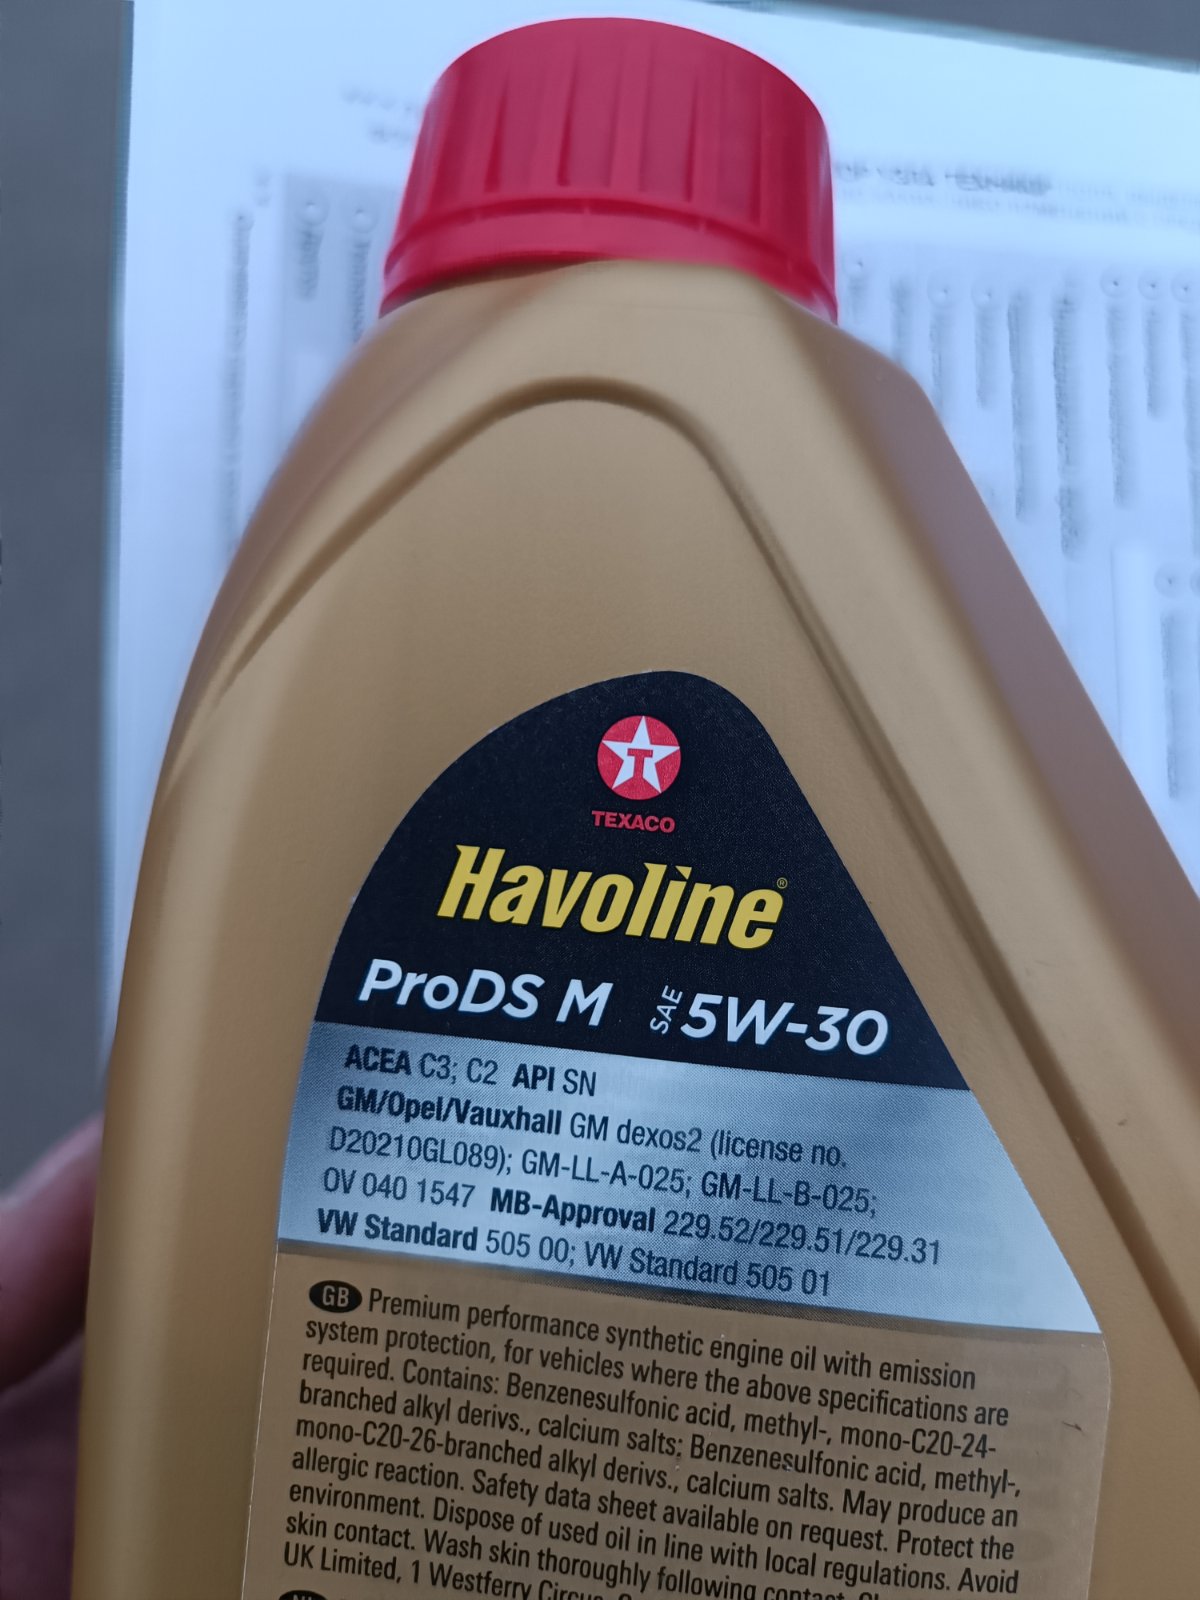 T
TEXACO
Havoline®
ProDS M SAE 5W-30
ACEA C3; C2 API SN
GM/Opel/Vauxhall GM dexos2 (license no.
D20210GL089); GM-LL-A-025; GM-LL-B-025;
OV 040 1547 MB-Approval 229.52/229.51/229.31
VW Standard 505 00; VW Standard 505 01
GB Premium performance synthetic engine oil with emission
system protection, for vehicles where the above specifications are
required. Contains: Benzenesulfonic acid, methyl-, mono-C20-24-
branched alkyl derivs., calcium salts; Benzenesulfonic acid, methyl-,
mono-C20-26-branched alkyl derivs., calcium salts. May produce an
allergic reaction. Safety data sheet available on request. Protect the
environment. Dispose of used oil in line with local regulations. Avoid
skin contact. Wash skin thoroughly following contact.
UK Limited, 1 Westferry Circus,